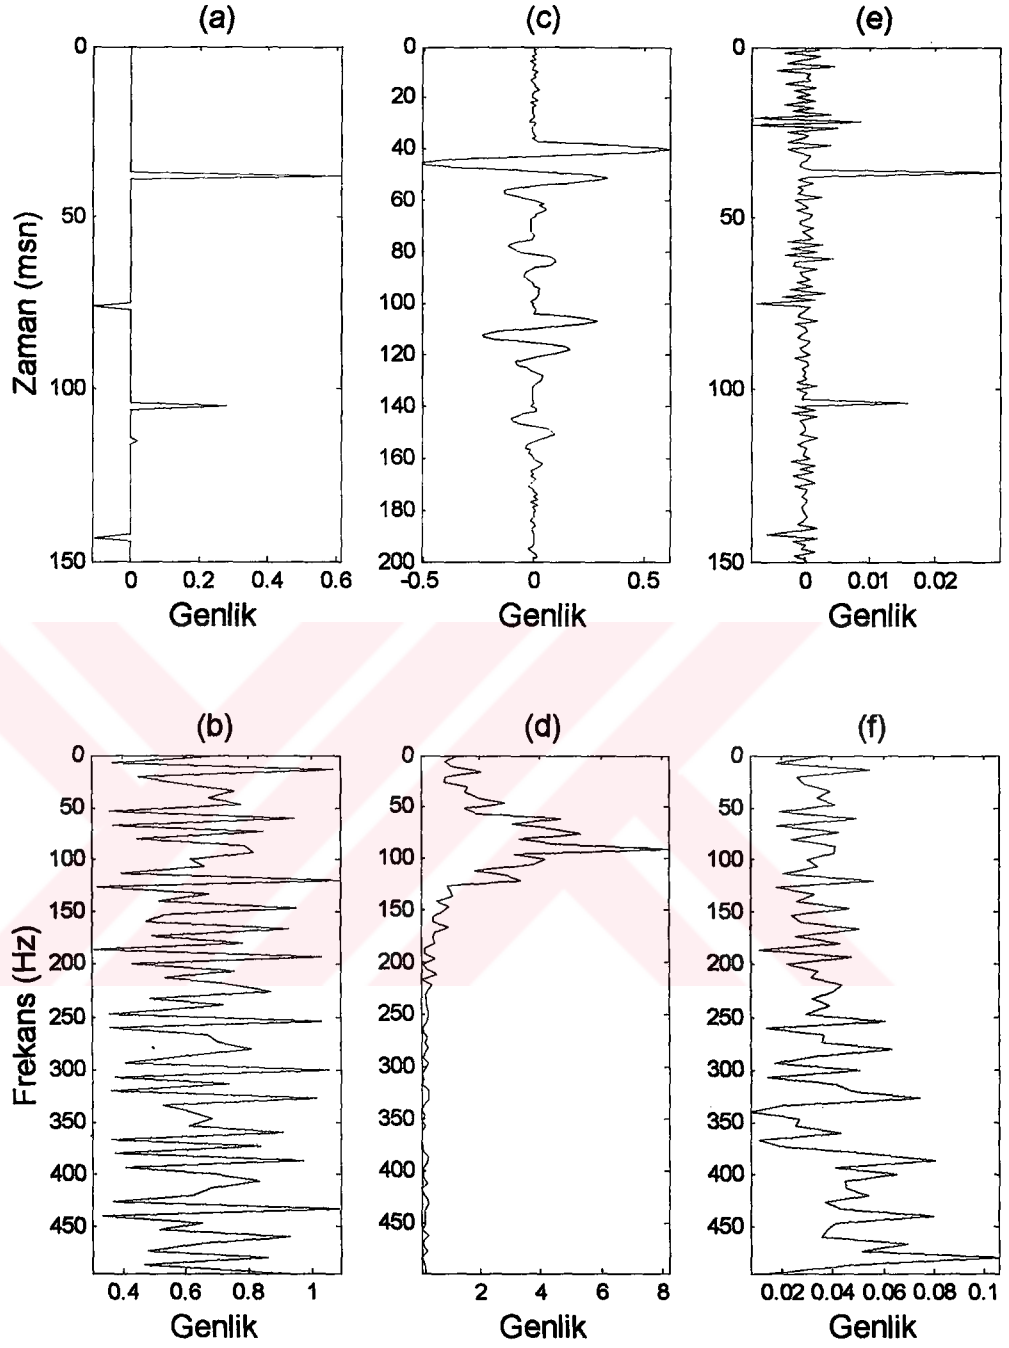 (a) (c) (e)
0 0 0
20
40
50 60 50
80
Zaman (msn)
100 100 100
120
140
160
180
150 200 150
0 0.2 0.4 0.6 -0.5 0 0.5 0 0.01 0.02
Genlik Genlik Genlik
(b) (d) (f)
0 0 0
50 50 50
100 100 100
150 150 150
200 200 200
250 250 250
Frekans (Hz)
300 300 300
350 350 350
400 400 400
450 450 450
0.4 0.6 0.8 1 2 4 6 8 0.02 0.04 0.06 0.08 0.1
Genlik Genlik Genlik